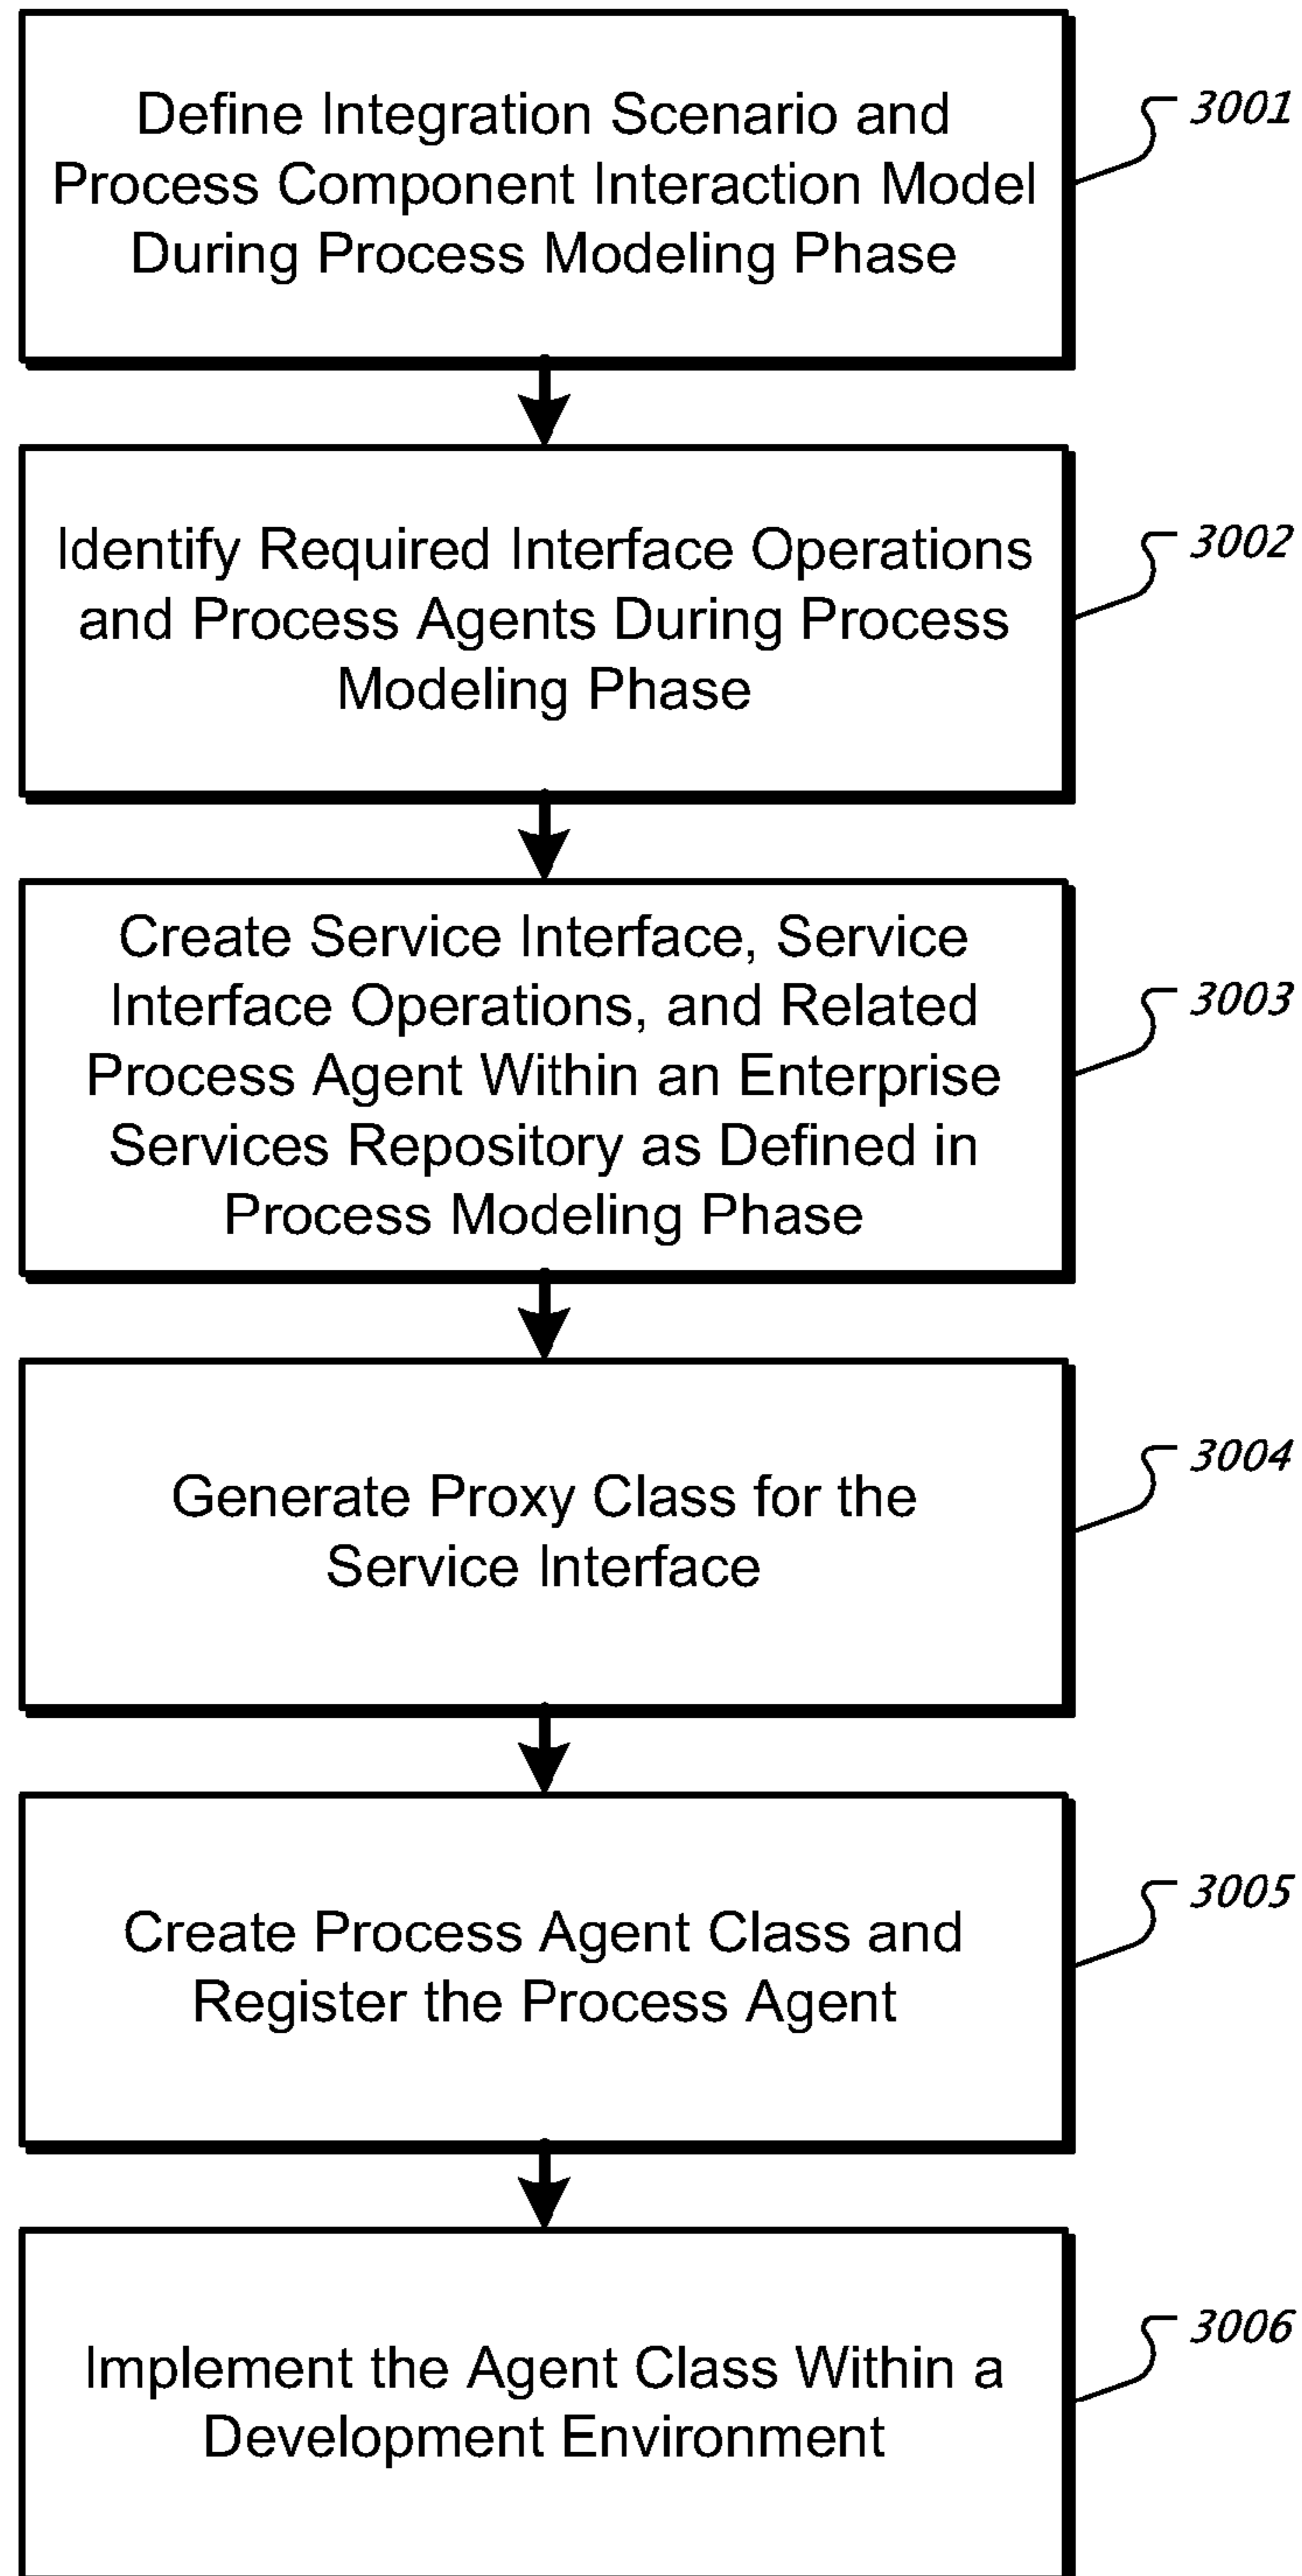 Define Integration Scenario and
Process Component Interaction Model
During Process Modeling Phase
3001
Identify Required Interface Operations
and Process Agents During Process
Modeling Phase
3002
Create Service Interface, Service
Interface Operations, and Related
Process Agent Within an Enterprise
Services Repository as Defined in
Process Modeling Phase
3003
Generate Proxy Class for the
Service Interface
3004
Create Process Agent Class and
Register the Process Agent
3005
Implement the Agent Class Within a
Development Environment
3006